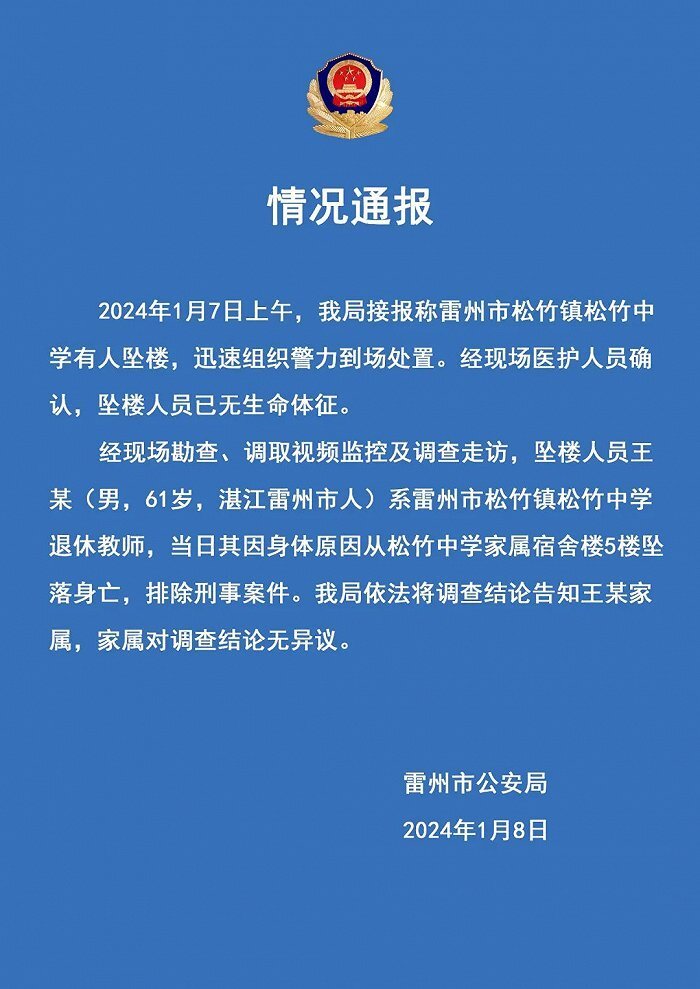 情况通报
2024年1月7日上午，我局接报称雷州市松竹镇松竹中
学有人坠楼，迅速组织警力到场处置。经现场医护人员确
认，坠楼人员已无生命体征。
经现场勘查、调取视频监控及调查走访，坠楼人员王
某（男，61岁，湛江雷州市人）系雷州市松竹镇松竹中学
退休教师，当日其因身体原因从松竹中学家属宿舍楼5楼坠
落身亡，排除刑事案件。我局依法将调查结论告知王某家
属，家属对调查结论无异议。
雷州市公安局
2024年1月8日